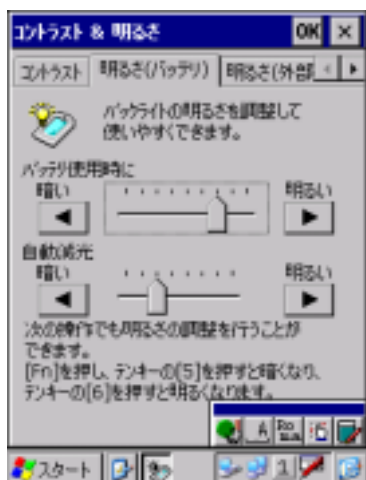 コントラスト & 明るさ OK ×
コントラスト 明るさ(バッテリ) 明るさ(外部
バックライトの明るさを調整して
使いやすくできます。
バッテリ使用時に
暗い 明るい
自動減光
暗い 明るい
次の操作でも明るさの調整を行うことが
できます。
[Fn]を押し、テンキーの[5]を押すと暗くなり、
テンキーの[6]を押すと明るくなります。
A
スタート 1